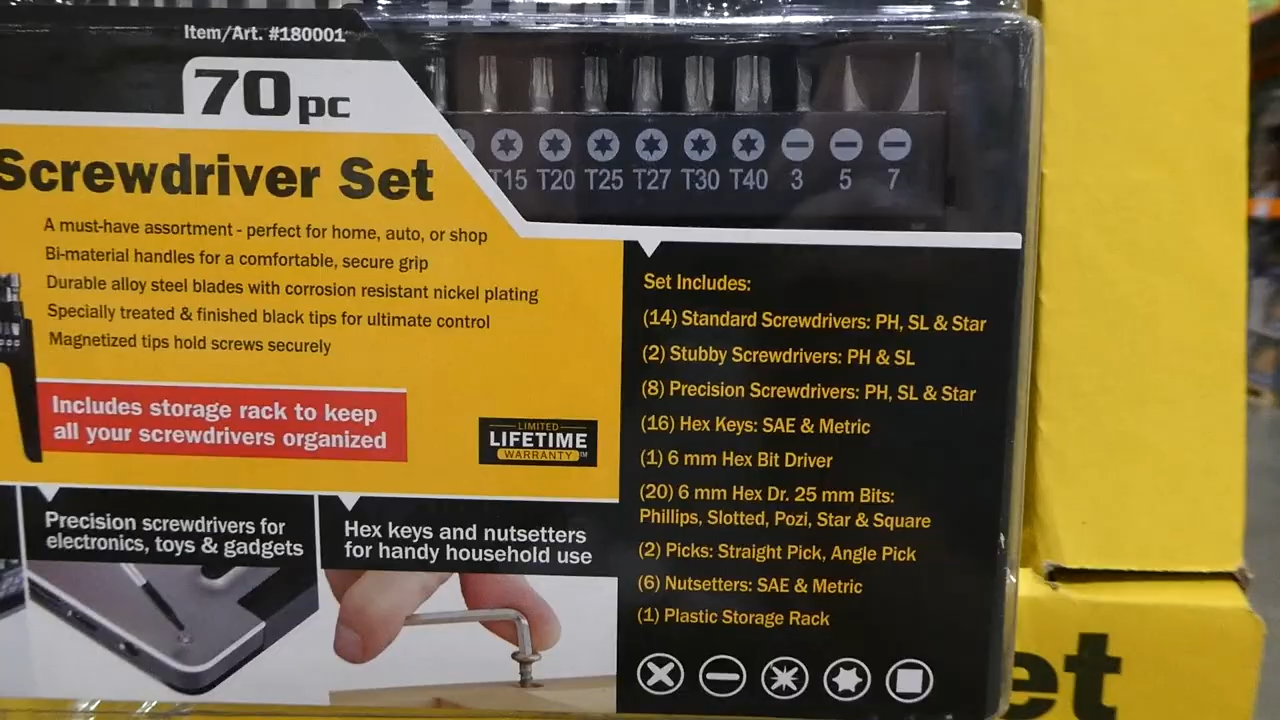 Item/Art. #180001
70 pc
Screwdriver Set
A must-have assortment - perfect for home, auto, or shop
Bi-material handles for a comfortable, secure grip
Durable alloy steel blades with corrosion resistant nickel plating
Specially treated & finished black tips for ultimate control
Magnetized tips hold screws securely
Includes storage rack to keep
all your screwdrivers organized
LIMITED
LIFETIME
WARRANTY™
Precision screwdrivers for
electronics, toys & gadgets
Hex keys and nutsetters
for handy household use
T15 T20 T25 T27 T30 T40 3 5 7
Set Includes:
(14) Standard Screwdrivers: PH, SL & Star
(2) Stubby Screwdrivers: PH & SL
(8) Precision Screwdrivers: PH, SL & Star
(16) Hex Keys: SAE & Metric
(1) 6 mm Hex Bit Driver
(20) 6 mm Hex Dr. 25 mm Bits:
Phillips, Slotted, Pozi, Star & Square
(2) Picks: Straight Pick, Angle Pick
(6) Nutsetters: SAE & Metric
(1) Plastic Storage Rack
et